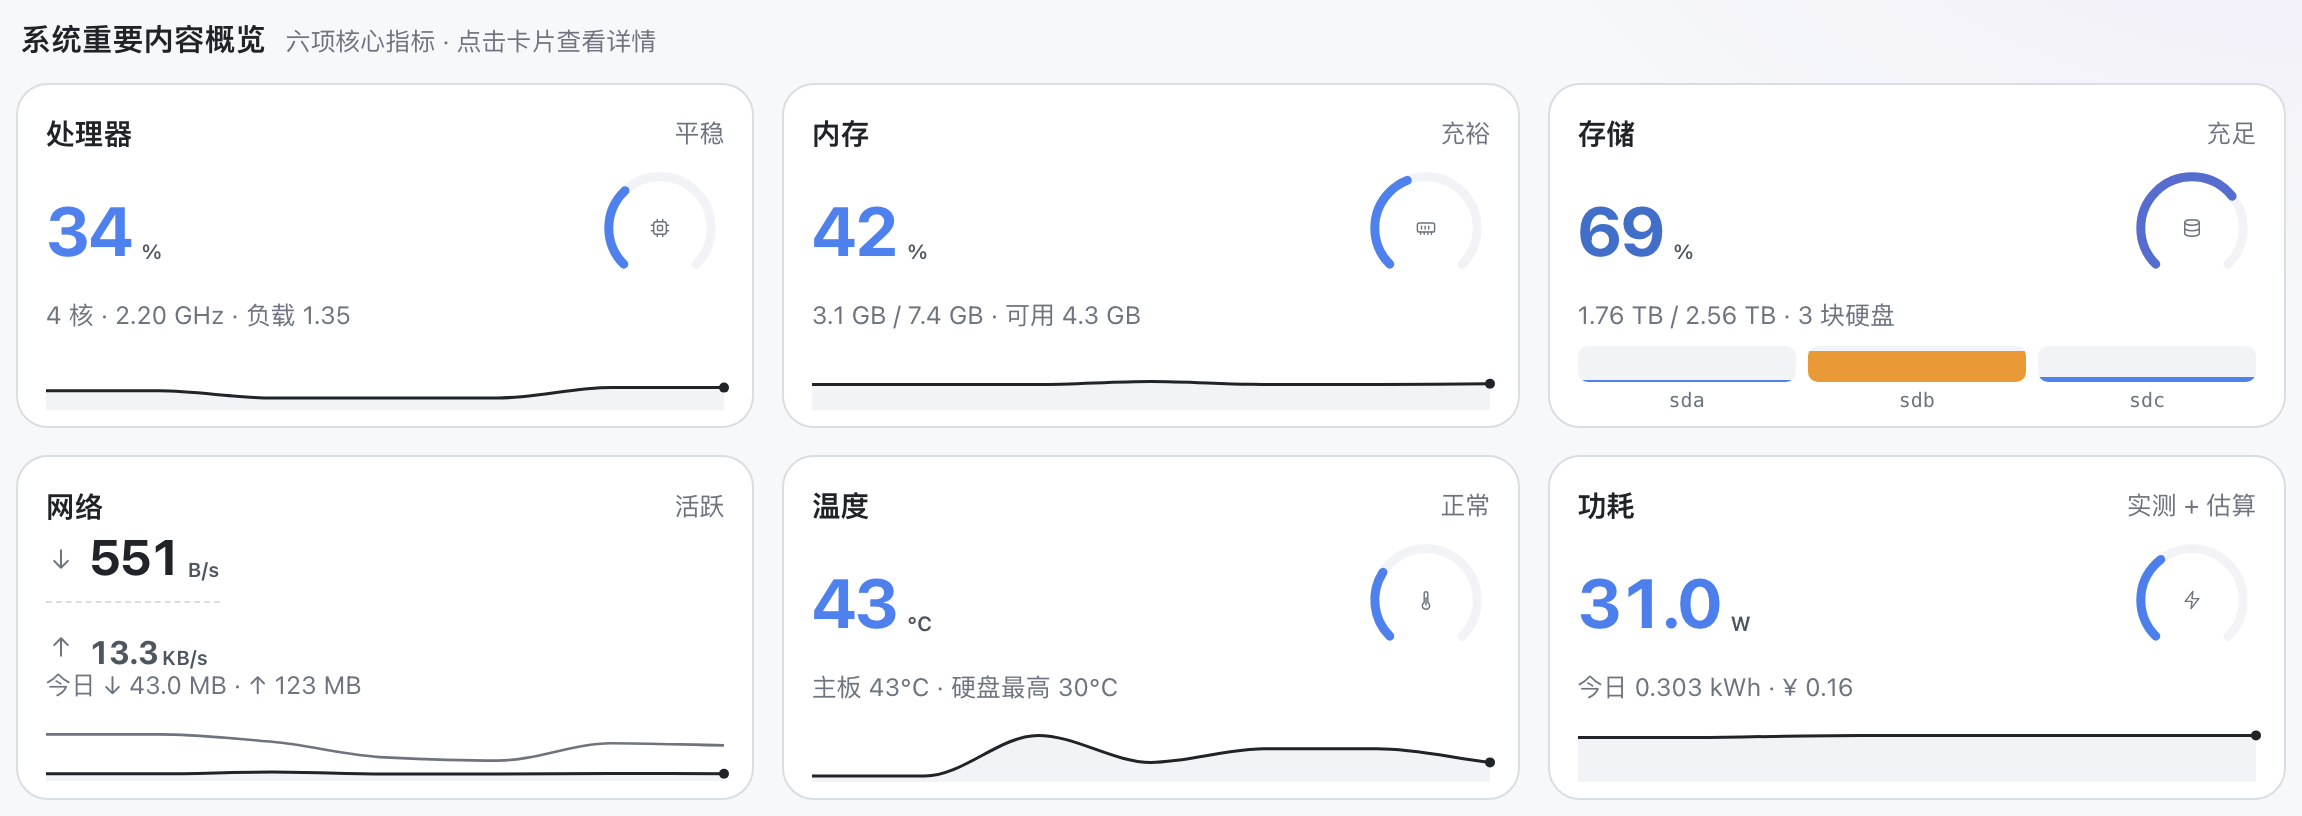 系统重要内容概览 六项核心指标 · 点击卡片查看详情
处理器 平稳
34 %
4 核 · 2.20 GHz · 负载 1.35
内存 充裕
42 %
3.1 GB / 7.4 GB · 可用 4.3 GB
存储 充足
69 %
1.76 TB / 2.56 TB · 3 块硬盘
sda sdb sdc
网络 活跃
↓ 551 B/s
↑ 13.3 KB/s
今日 ↓ 43.0 MB · ↑ 123 MB
温度 正常
43 °C
主板 43°C · 硬盘最高 30°C
功耗 实测 + 估算
31.0 W
今日 0.303 kWh · ¥ 0.16